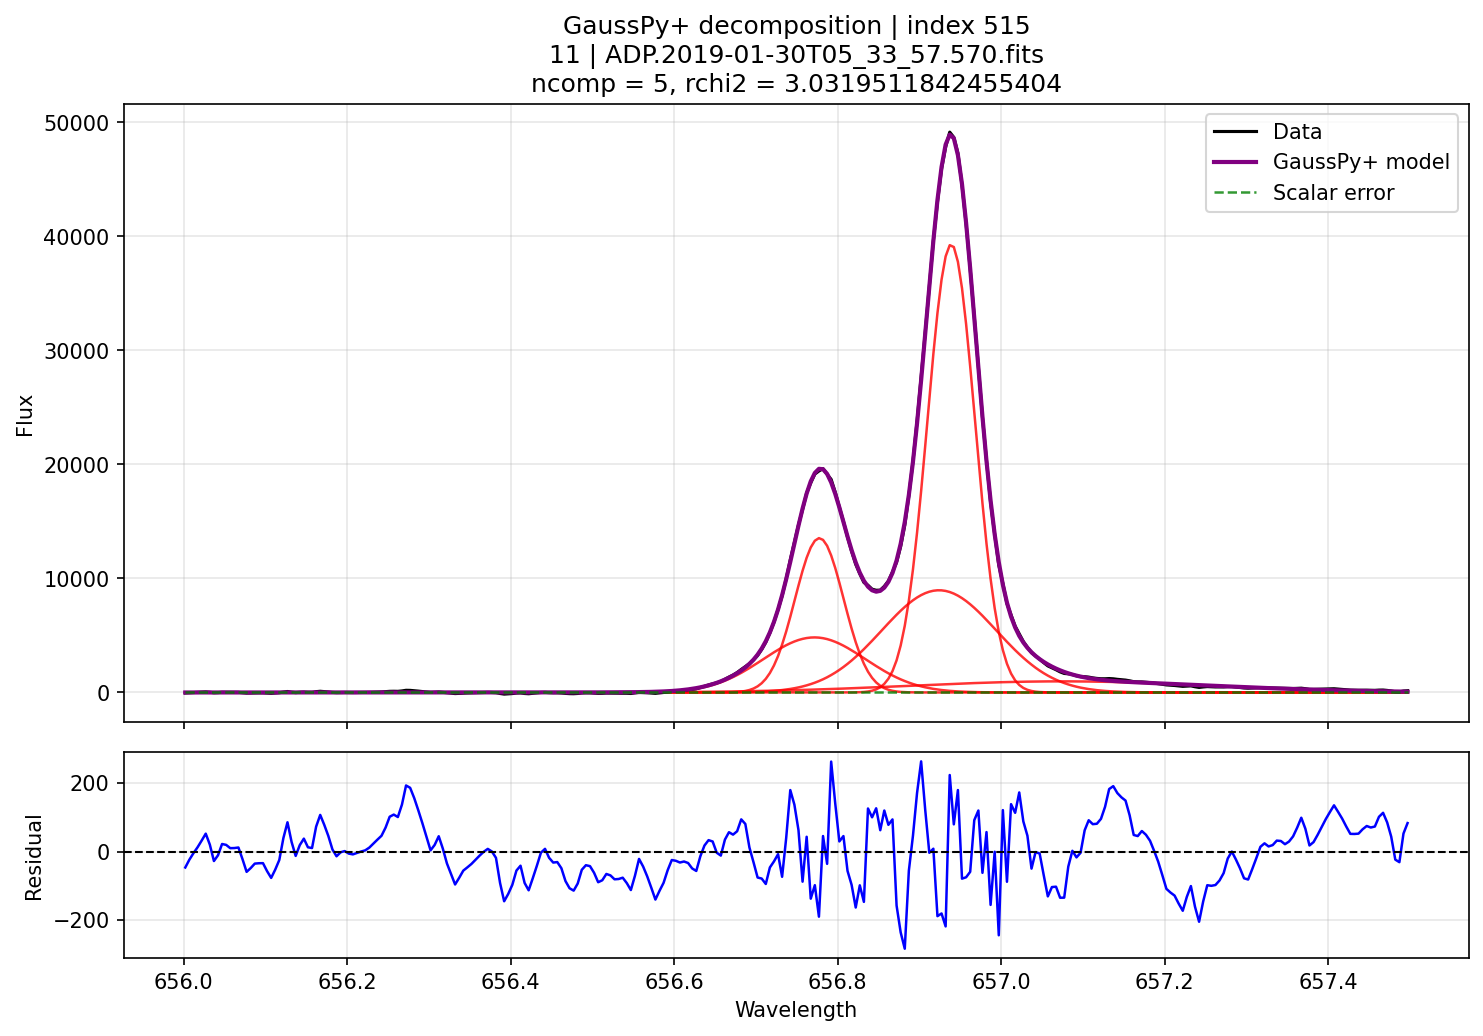 GaussPy+ decomposition | index 515
11 | ADP.2019-01-30T05_33_57.570.fits
ncomp = 5, rchi2 = 3.0319511842455404
Data
GaussPy+ model
Scalar error
Flux
50000
40000
30000
20000
10000
0
Residual
200
0
−200
656.0
656.2
656.4
656.6
656.8
657.0
657.2
657.4
Wavelength